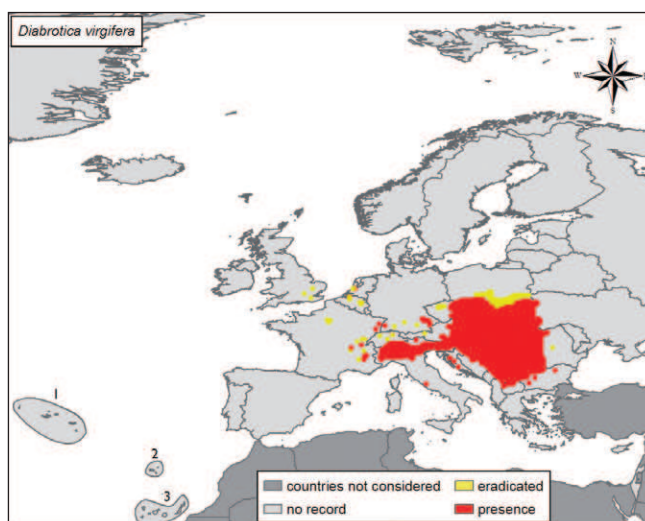 Diabrotica virgifera
N
W
S
1
2
3
countries not considered
eradicated
no record
presence